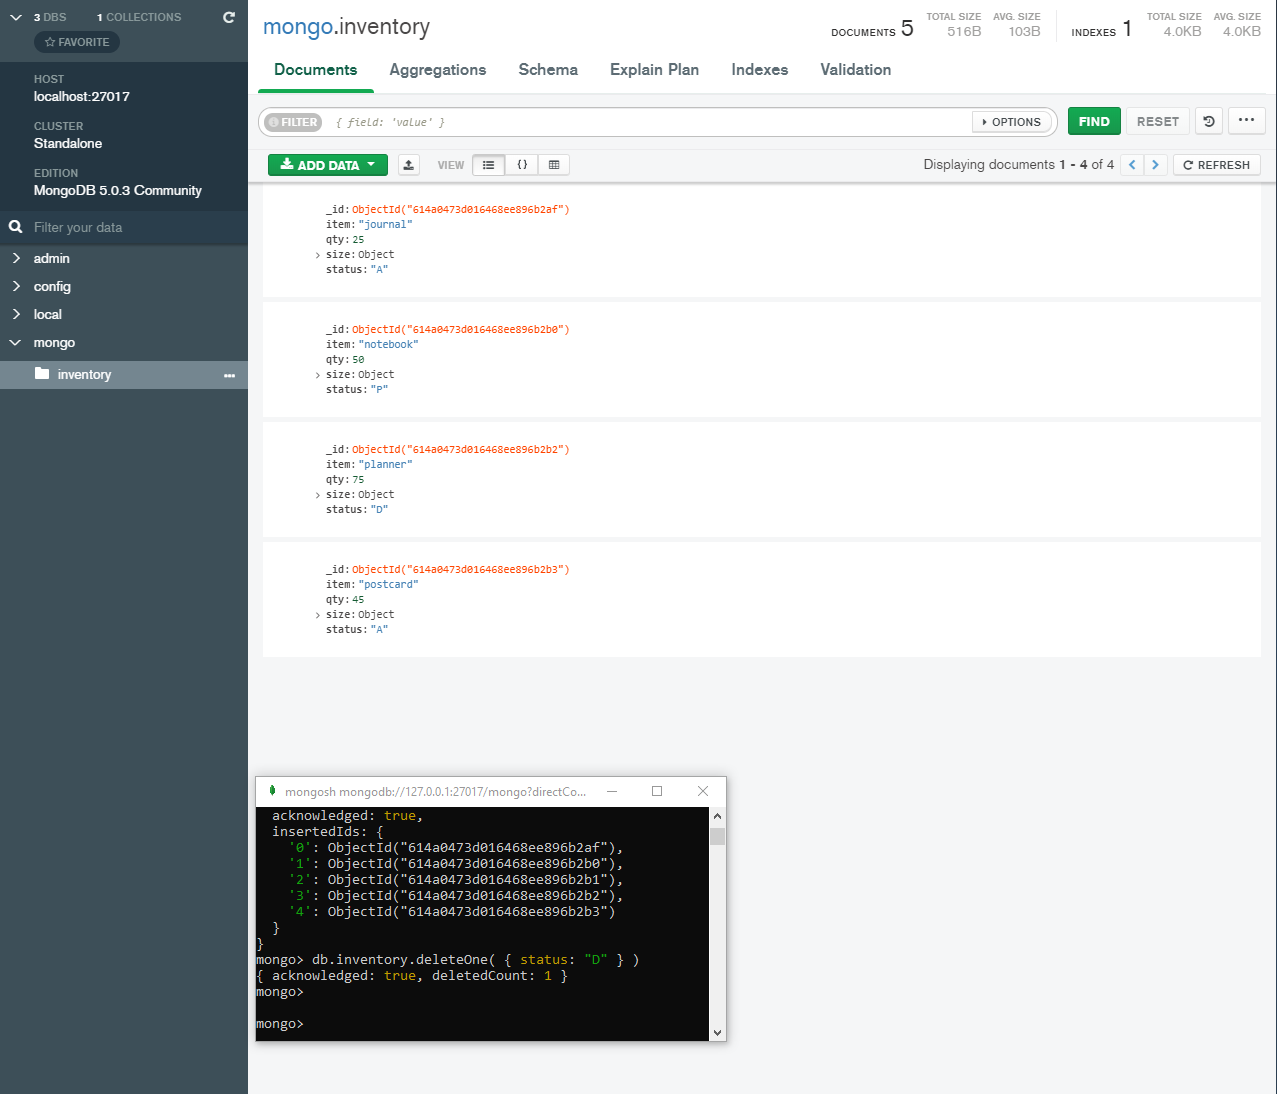 3 DBS 1 COLLECTIONS
FAVORITE
HOST
localhost:27017
CLUSTER
Standalone
EDITION
MongoDB 5.0.3 Community
Filter your data
admin
config
local
mongo
inventory
mongo.inventory
DOCUMENTS 5 TOTAL SIZE 516B AVG. SIZE 103B INDEXES 1 TOTAL SIZE 4.0KB AVG. SIZE 4.0KB
Documents Aggregations Schema Explain Plan Indexes Validation
FILTER { field: 'value' } OPTIONS FIND RESET
ADD DATA VIEW {} Displaying documents 1 - 4 of 4 REFRESH
_id: ObjectId("614a0473d016468ee896b2af")
item: "journal"
qty: 25
size: Object
status: "A"
_id: ObjectId("614a0473d016468ee896b2b0")
item: "notebook"
qty: 50
size: Object
status: "P"
_id: ObjectId("614a0473d016468ee896b2b2")
item: "planner"
qty: 75
size: Object
status: "D"
_id: ObjectId("614a0473d016468ee896b2b3")
item: "postcard"
qty: 45
size: Object
status: "A"
mongosh mongodb://127.0.0.1:27017/mongo?directCo...
acknowledged: true,
insertedIds: {
'0': ObjectId("614a0473d016468ee896b2af"),
'1': ObjectId("614a0473d016468ee896b2b0"),
'2': ObjectId("614a0473d016468ee896b2b1"),
'3': ObjectId("614a0473d016468ee896b2b2"),
'4': ObjectId("614a0473d016468ee896b2b3")
}
}
mongo> db.inventory.deleteOne( { status: "D" } )
{ acknowledged: true, deletedCount: 1 }
mongo>
mongo>